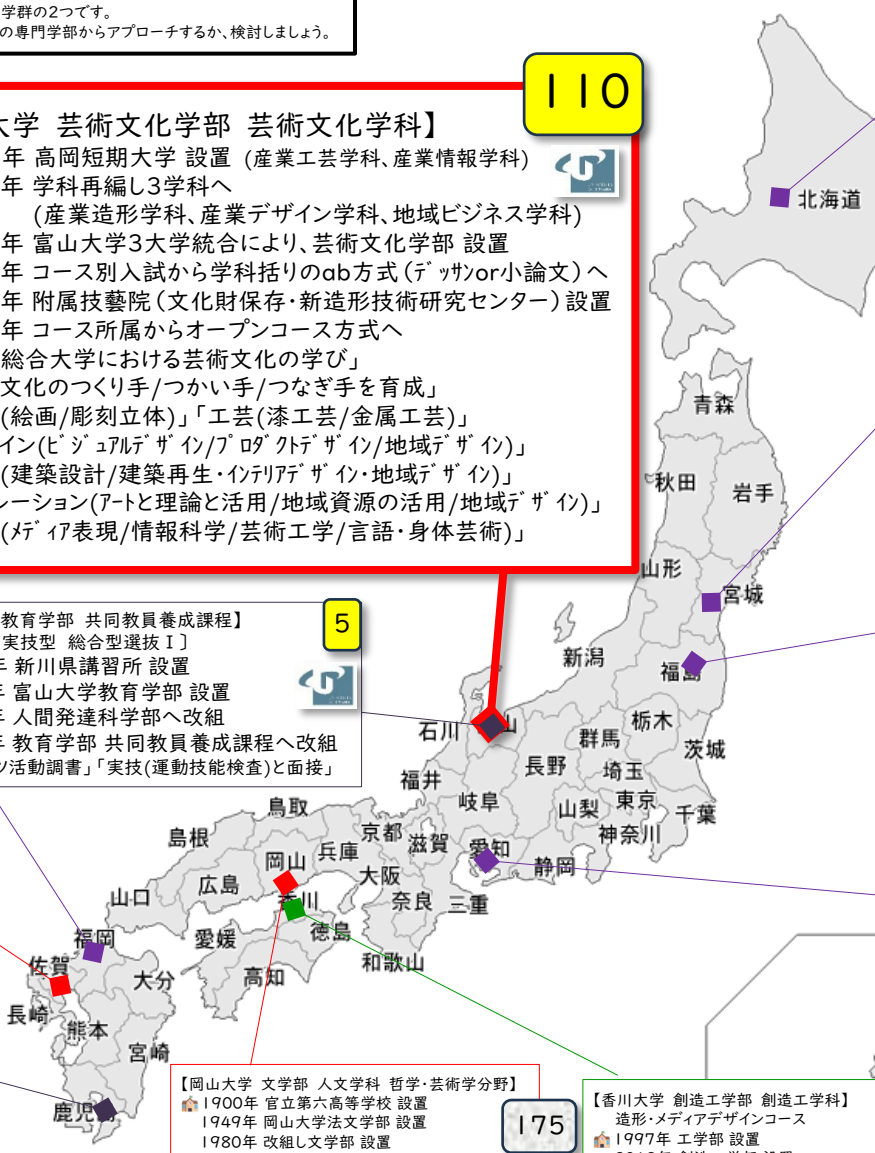 学群の2つです。
の専門学部からアプローチするか、検討しましょう。
110
大学 芸術文化学部 芸術文化学科】
年 高岡短期大学 設置 (産業工芸学科、産業情報学科)
年 学科再編し3学科へ
(産業造形学科、産業デザイン学科、地域ビジネス学科)
年 富山大学3大学統合により、芸術文化学部 設置
年 コース別入試から学科括りのab方式(ﾃﾞｯｻﾝor小論文)へ
年 附属技藝院(文化財保存・新造形技術研究センター)設置
年 コース所属からオープンコース方式へ
総合大学における芸術文化の学び」
文化のつくり手/つかい手/つなぎ手を育成」
(絵画/彫刻立体)」「工芸(漆工芸/金属工芸)」
イン(ﾋﾞｼﾞｭｱﾙﾃﾞｻﾞｲﾝ/ﾌﾟﾛﾀﾞｸﾄﾃﾞｻﾞｲﾝ/地域ﾃﾞｻﾞｲﾝ)」
(建築設計/建築再生・ｲﾝﾃﾘｱﾃﾞｻﾞｲﾝ・地域ﾃﾞｻﾞｲﾝ)」
レーション(ｱｰﾄと理論と活用/地域資源の活用/地域ﾃﾞｻﾞｲﾝ)」
(ﾒﾃﾞｨｱ表現/情報科学/芸術工学/言語・身体芸術)」
北海道
青森
秋田
岩手
山形
宮城
新潟
福島
5
教育学部 共同教員養成課程】
実技型 総合型選抜Ⅰ〕
年 新川県講習所 設置
年 富山大学教育学部 設置
年 人間発達科学部へ改組
年 教育学部 共同教員養成課程へ改組
ツ活動調書」「実技(運動技能検査)と面接」
石川
山
群馬
栃木
茨城
長野
埼玉
福井
岐阜
山梨
東京
千葉
神奈川
鳥取
島根
京都
滋賀
愛知
静岡
岡山
兵庫
大阪
広島
山口
奈良
三重
香川
徳島
愛媛
和歌山
高知
福岡
佐賀
大分
長崎
熊本
宮崎
鹿児
【岡山大学 文学部 人文学科 哲学・芸術学分野】
1900年 官立第六高等学校 設置
1949年 岡山大学法文学部 設置
1980年 改組し文学部 設置
175
【香川大学 創造工学部 創造工学科】
造形・メディアデザインコース
1997年 工学部 設置